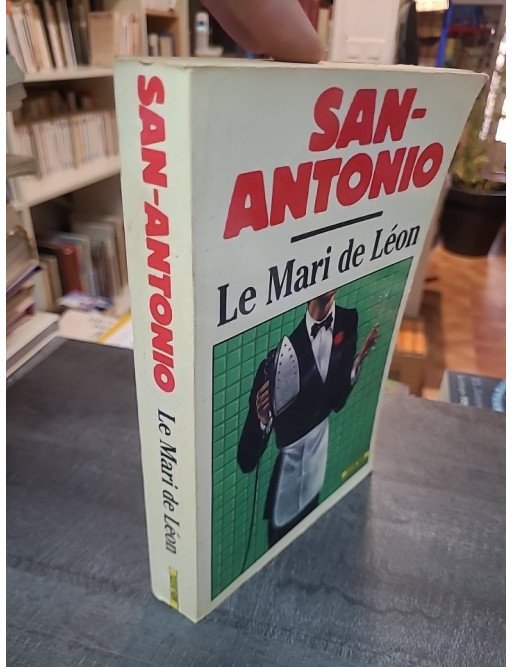 SAN-
ANTONIO
Le Mari de Léon
SAN-ANTONIO Le Mari de Léon